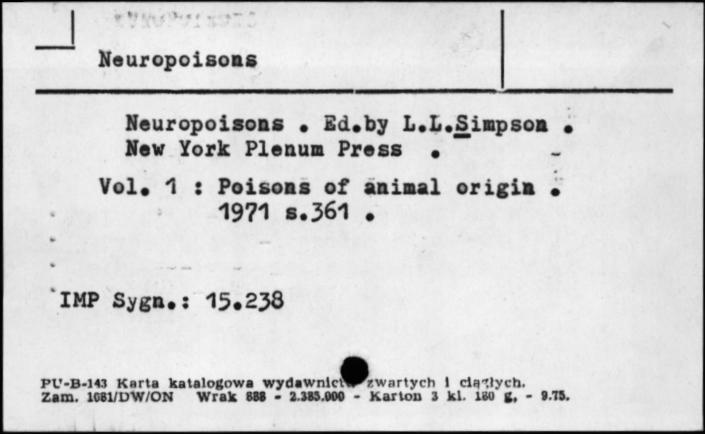 Neuropoisons
Neuropoisons . Ed.by L.L.Simpson .
New York Plenum Press .
Vol. 1 : Poisons of animal origin .
1971 s.361 .
IMP Sygn.: 15.238
PU-B-143 Karta katalogowa wydawnictw zwartych i ciągłych.
Zam. 1081/DW/ON Wrak 888 - 2.385.000 - Karton 3 kl. 180 g, - 9.75.